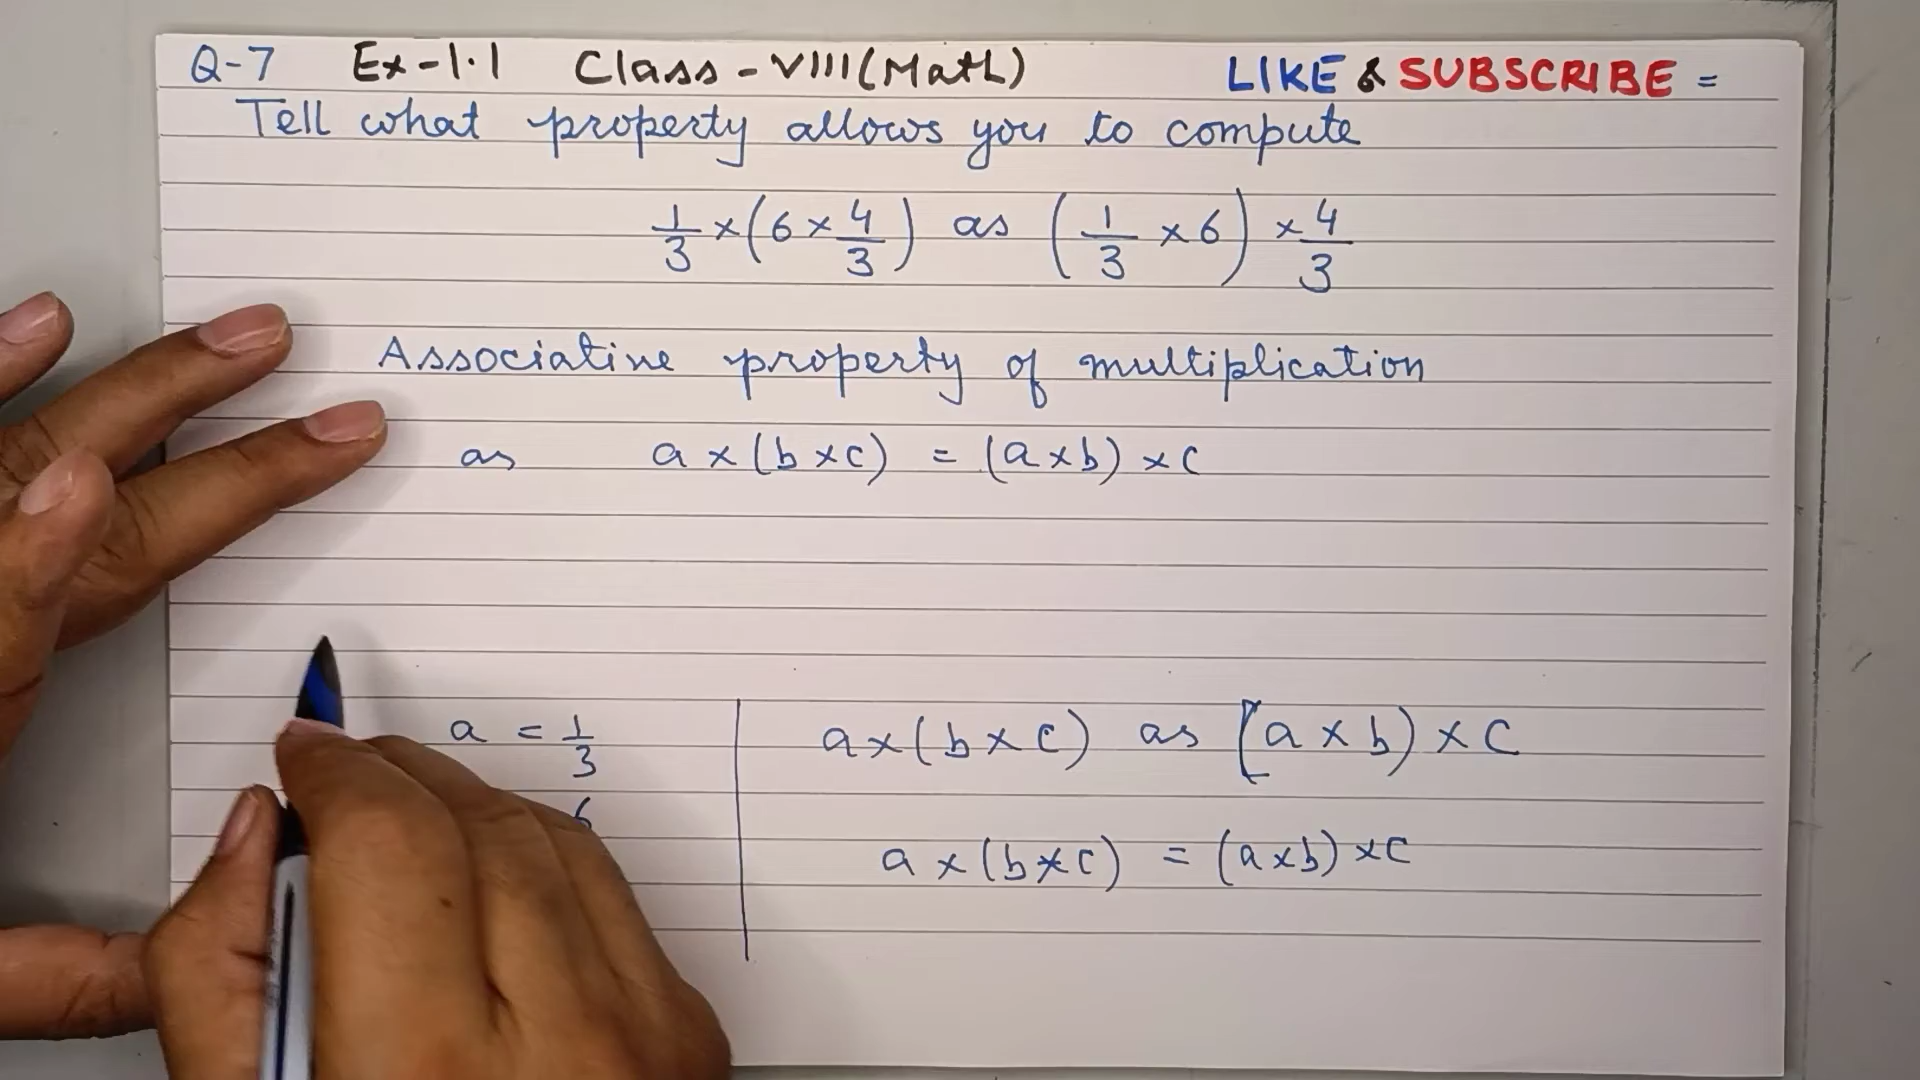 Q-7 Ex-1.1 Class-VIII(Math) LIKE & SUBSCRIBE =
Tell what property allows you to compute
1/3 × (6 × 4/3) as (1/3 × 6) × 4/3
Associative property of multiplication
as a × (b × c) = (a × b) × c
a = 1/3
6
a × (b × c) as (a × b) × c
a × (b × c) = (a × b) × c